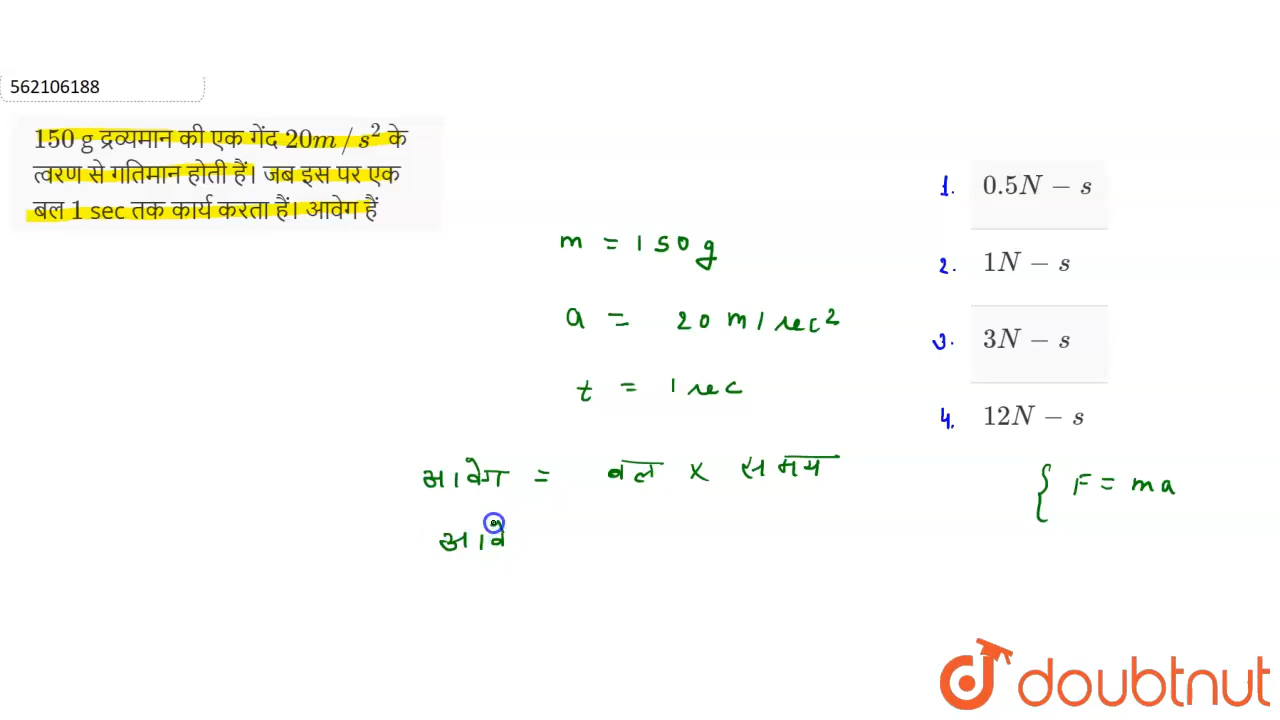 562106188
150 g द्रव्यमान की एक गेंद 20m/s² के
त्वरण से गतिमान होती हैं। जब इस पर एक
बल 1 sec तक कार्य करता हैं। आवेग हैं
m = 150 g
a = 20 m/sec²
t = 1 sec
आवेग = बल × समय
आवे
1. 0.5N - s
2. 1N - s
3. 3N - s
4. 12N - s
{ F = ma
doubtnut